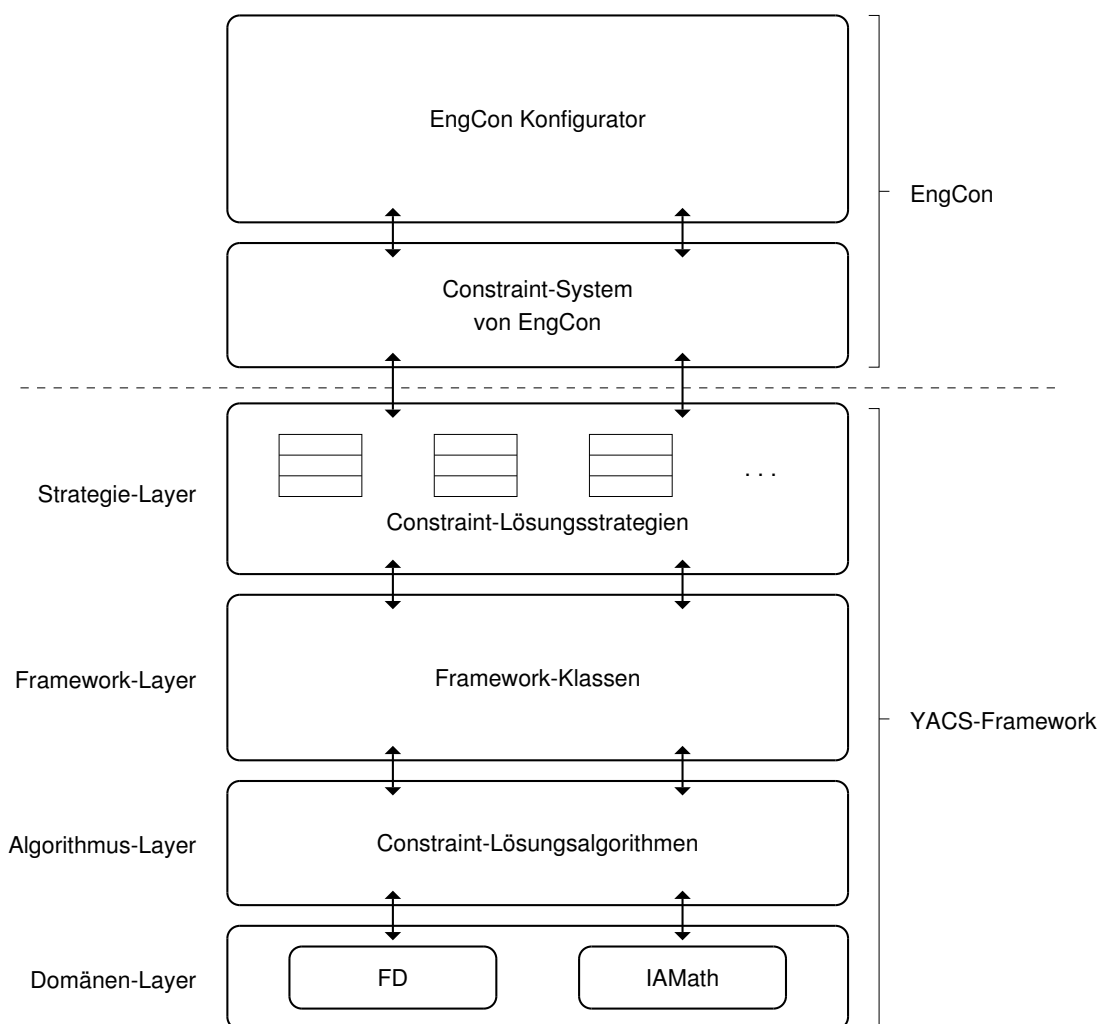 EngCon Konfigurator
EngCon
Constraint-System
von EngCon
. . .
Strategie-Layer
Constraint-Lösungsstrategien
Framework-Layer
Framework-Klassen
YACS-Framework
Algorithmus-Layer
Constraint-Lösungsalgorithmen
Domänen-Layer
FD
IAMath